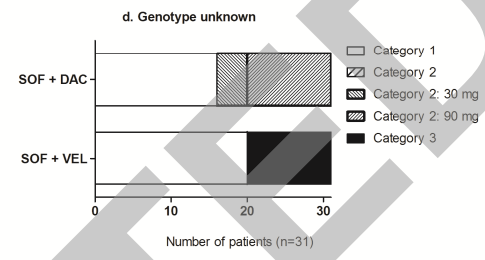 d. Genotype unknown
SOF + DAC
SOF + VEL
Category 1
Category 2
Category 2: 30 mg
Category 2: 90 mg
Category 3
0 10 20 30
Number of patients (n=31)